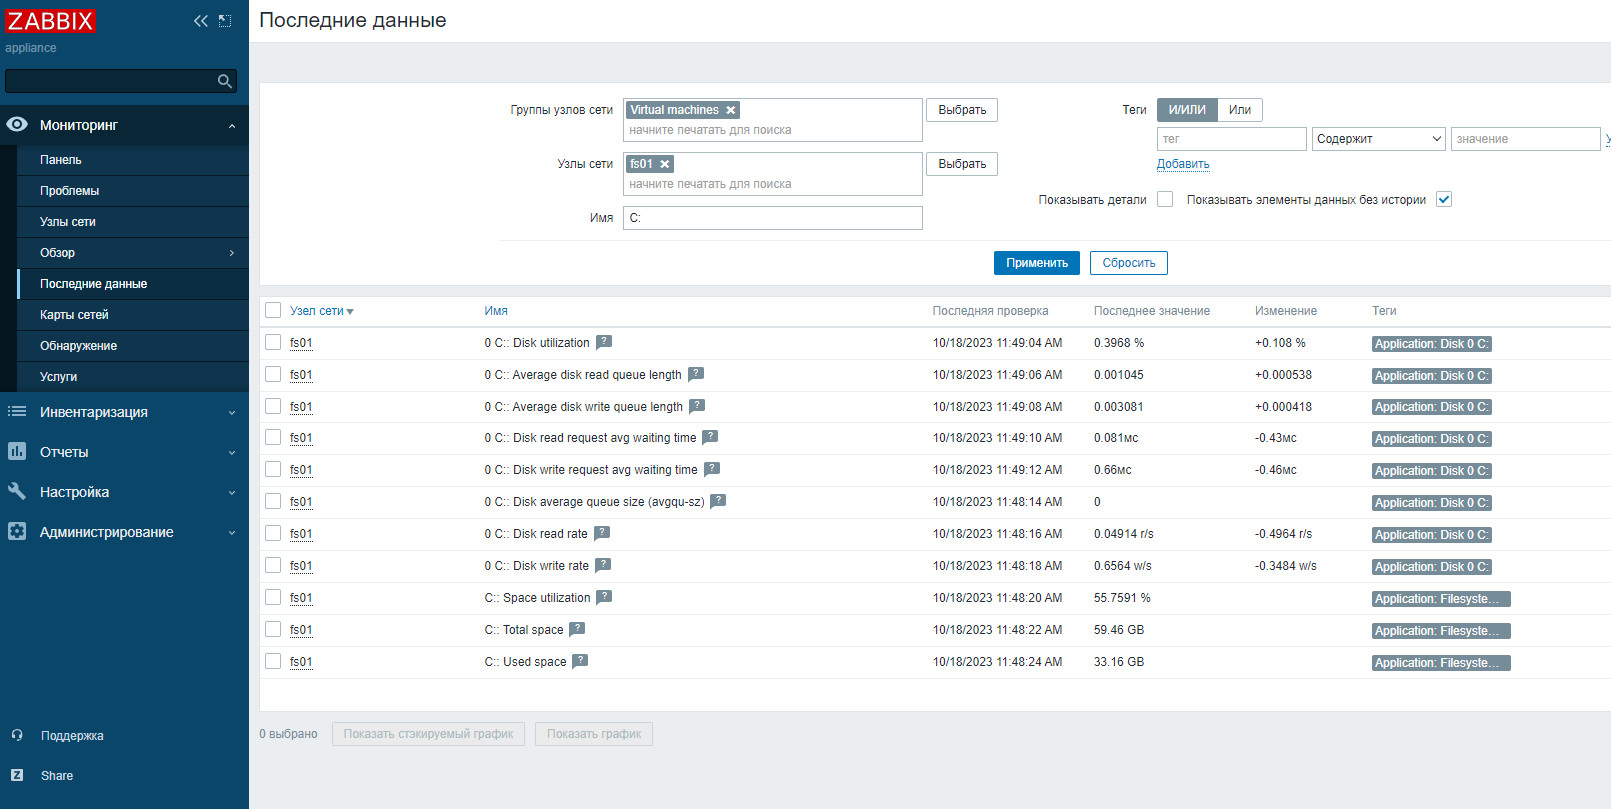 ZABBIX
appliance
Мониторинг
Панель
Проблемы
Узлы сети
Обзор
Последние данные
Карты сетей
Обнаружение
Услуги
Инвентаризация
Отчеты
Настройка
Администрирование
Поддержка
Z Share
Последние данные
Группы узлов сети Virtual machines начните печатать для поиска Выбрать
Узлы сети fs01 начните печатать для поиска Выбрать
Имя C:
Теги И/ИЛИ Или
тег Содержит значение
Добавить
Показывать детали Показывать элементы данных без истории
Применить Сбросить
Узел сети Имя Последняя проверка Последнее значение Изменение Теги
fs01 0 C:: Disk utilization ? 10/18/2023 11:49:04 AM 0.3968 % +0.108 % Application: Disk 0 C:
fs01 0 C:: Average disk read queue length ? 10/18/2023 11:49:06 AM 0.001045 +0.000538 Application: Disk 0 C:
fs01 0 C:: Average disk write queue length ? 10/18/2023 11:49:08 AM 0.003081 +0.000418 Application: Disk 0 C:
fs01 0 C:: Disk read request avg waiting time ? 10/18/2023 11:49:10 AM 0.081мс -0.43мс Application: Disk 0 C:
fs01 0 C:: Disk write request avg waiting time ? 10/18/2023 11:49:12 AM 0.66мс -0.46мс Application: Disk 0 C:
fs01 0 C:: Disk average queue size (avgqu-sz) ? 10/18/2023 11:48:14 AM 0 Application: Disk 0 C:
fs01 0 C:: Disk read rate ? 10/18/2023 11:48:16 AM 0.04914 r/s -0.4964 r/s Application: Disk 0 C:
fs01 0 C:: Disk write rate ? 10/18/2023 11:48:18 AM 0.6564 w/s -0.3484 w/s Application: Disk 0 C:
fs01 C:: Space utilization ? 10/18/2023 11:48:20 AM 55.7591 % Application: Filesyste...
fs01 C:: Total space ? 10/18/2023 11:48:22 AM 59.46 GB Application: Filesyste...
fs01 C:: Used space ? 10/18/2023 11:48:24 AM 33.16 GB Application: Filesyste...
0 выбрано Показать стэкируемый график Показать график